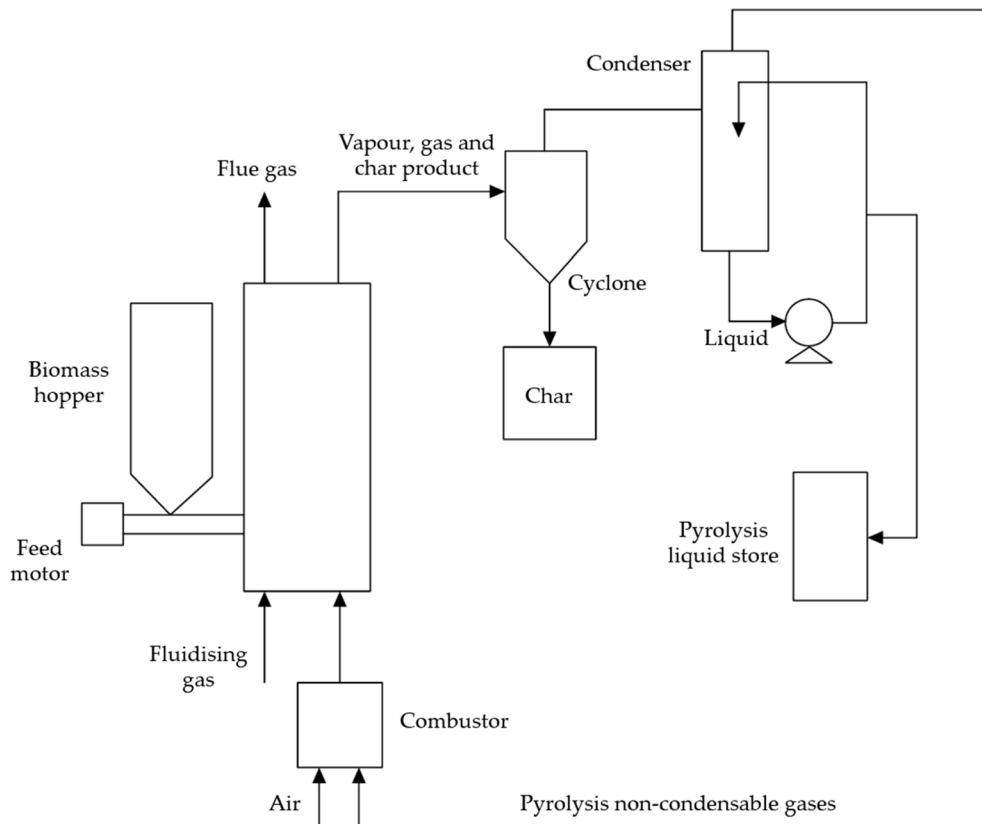 Condenser
Vapour, gas and
char product
Flue gas
Cyclone
Liquid
Biomass
hopper
Char
Pyrolysis
liquid store
Feed
motor
Fluidising
gas
Combustor
Air
Pyrolysis non-condensable gases